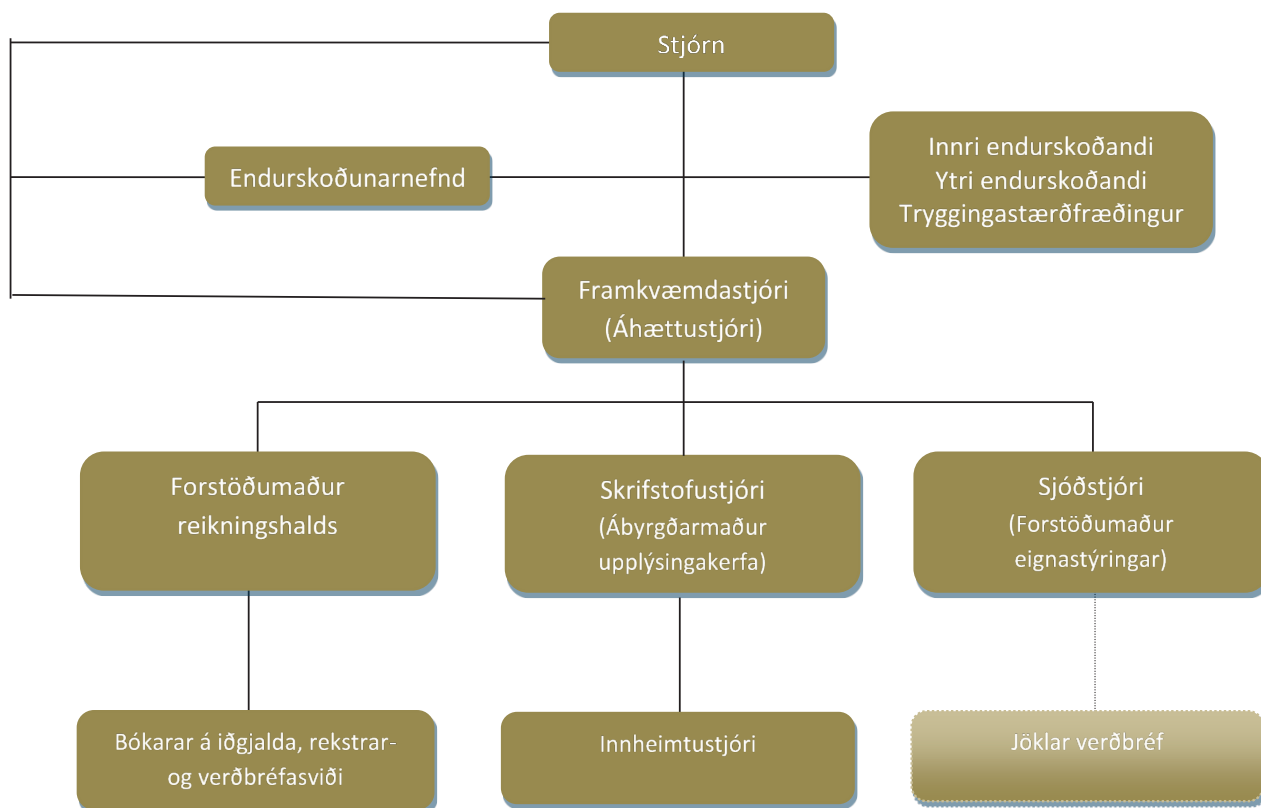 Stjórn
Endurskoðunarnefnd
Innri endurskoðandi
Ytri endurskoðandi
Tryggingastærðfræðingur
Framkvæmdastjóri
(Áhættustjóri)
Forstöðumaður
reikningshalds
Skrifstofustjóri
(Ábyrgðarmaður
upplýsingakerfa)
Sjóðstjóri
(Forstöðumaður
eignastýringar)
Bókarar á iðgjalda, rekstrar-
og verðbréfasviði
Innheimtustjóri
Jöklar verðbréf